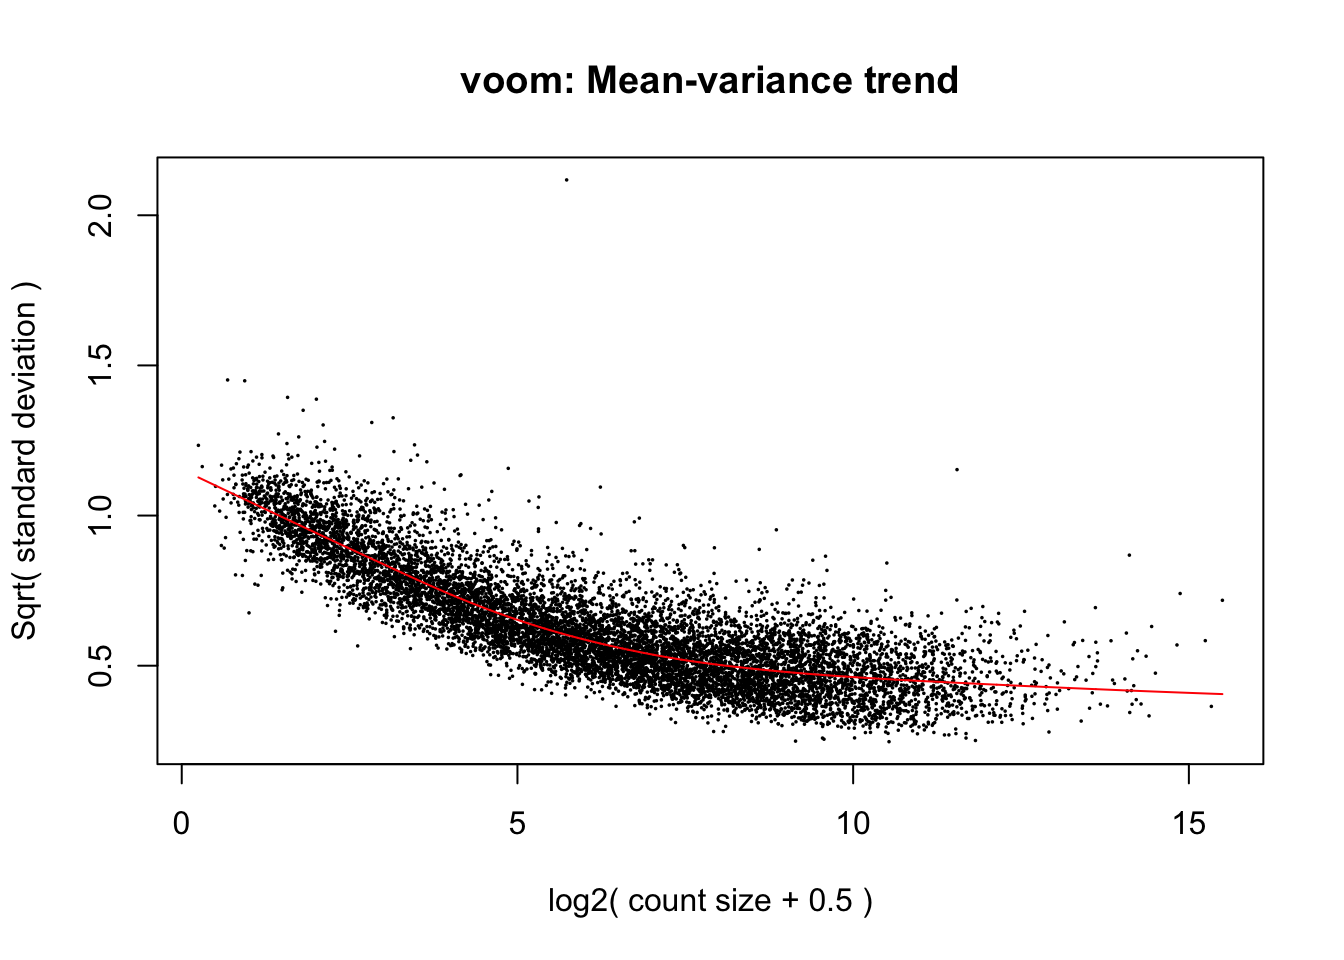 voom: Mean-variance trend
Sqrt( standard deviation )
2.0
1.5
1.0
0.5
0
5
10
15
log2( count size + 0.5 )